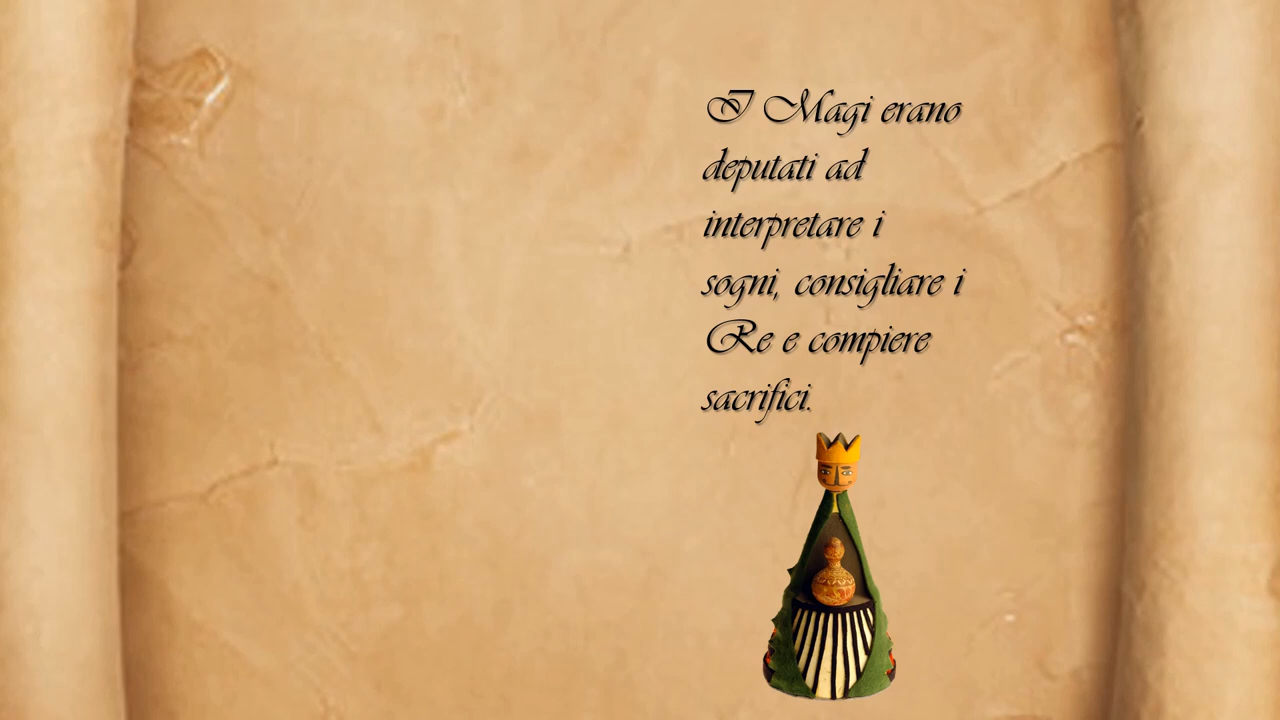 I Magi erano
deputati ad
interpretare i
sogni, consigliare i
Re e compiere
sacrifici.